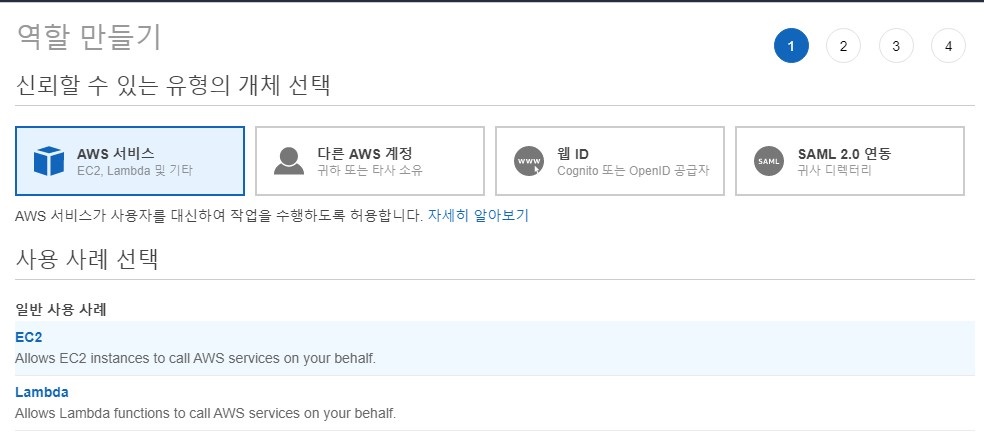 역할 만들기
1 2 3 4
신뢰할 수 있는 유형의 개체 선택
AWS 서비스
EC2, Lambda 및 기타
다른 AWS 계정
귀하 또는 타사 소유
www
웹 ID
Cognito 또는 OpenID 공급자
SAML
SAML 2.0 연동
귀사 디렉터리
AWS 서비스가 사용자를 대신하여 작업을 수행하도록 허용합니다. 자세히 알아보기
사용 사례 선택
일반 사용 사례
EC2
Allows EC2 instances to call AWS services on your behalf.
Lambda
Allows Lambda functions to call AWS services on your behalf.